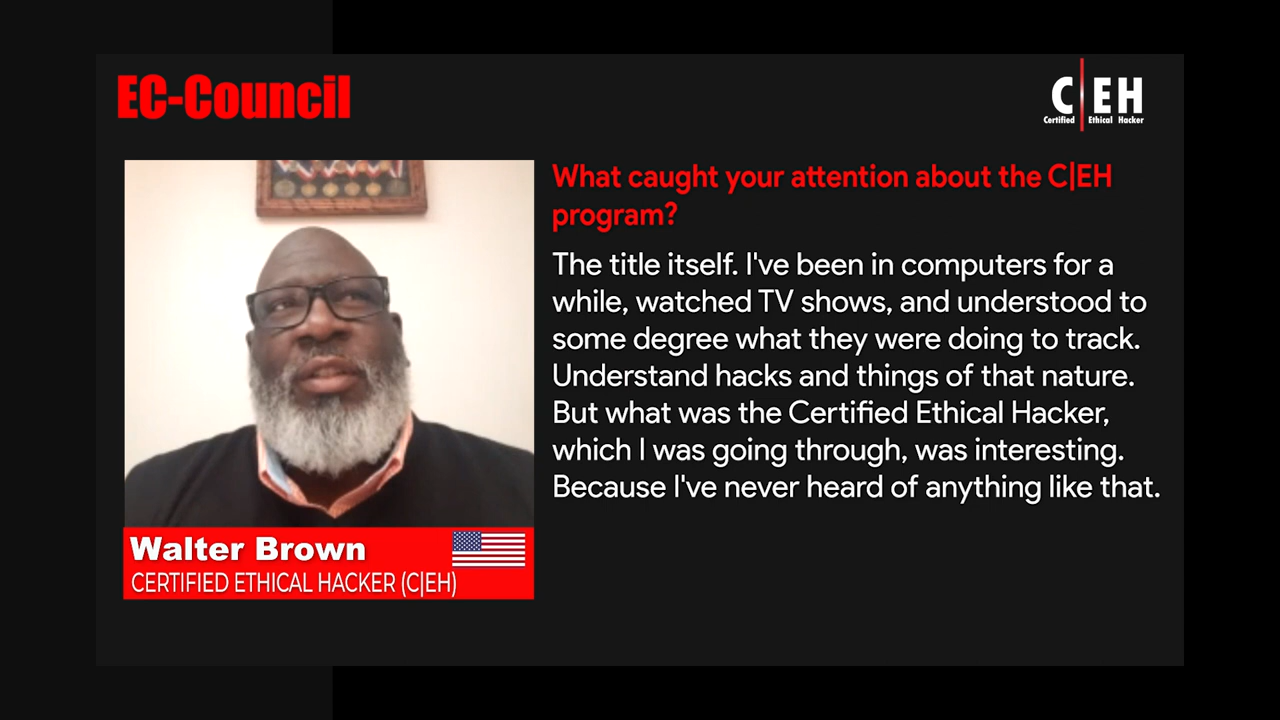 EC-Council
C|EH
Certified Ethical Hacker
What caught your attention about the C|EH
program?
The title itself. I've been in computers for a
while, watched TV shows, and understood to
some degree what they were doing to track.
Understand hacks and things of that nature.
But what was the Certified Ethical Hacker,
which I was going through, was interesting.
Because I've never heard of anything like that.
Walter Brown
CERTIFIED ETHICAL HACKER (C|EH)